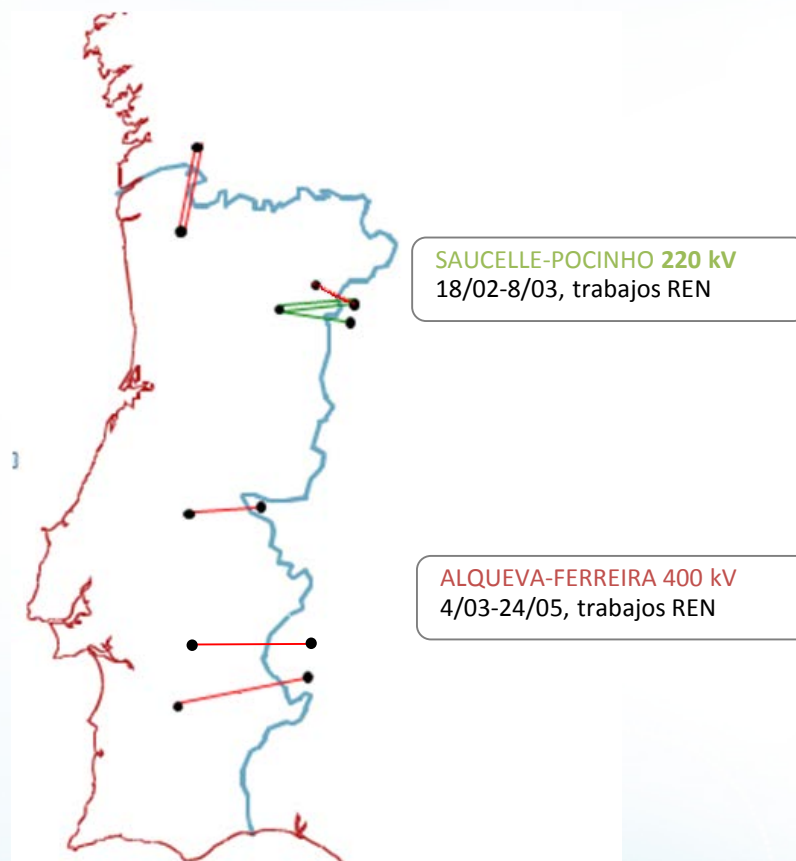 SAUCELLE-POCINHO 220 kV
18/02-8/03, trabajos REN
ALQUEVA-FERREIRA 400 kV
4/03-24/05, trabajos REN